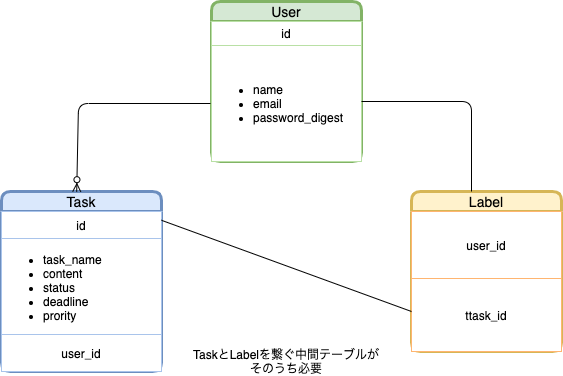 User
id
name
email
password_digest
Task
id
task_name
content
status
deadline
prority
user_id
Label
user_id
ttask_id
TaskとLabelを繋ぐ中間テーブルが
そのうち必要